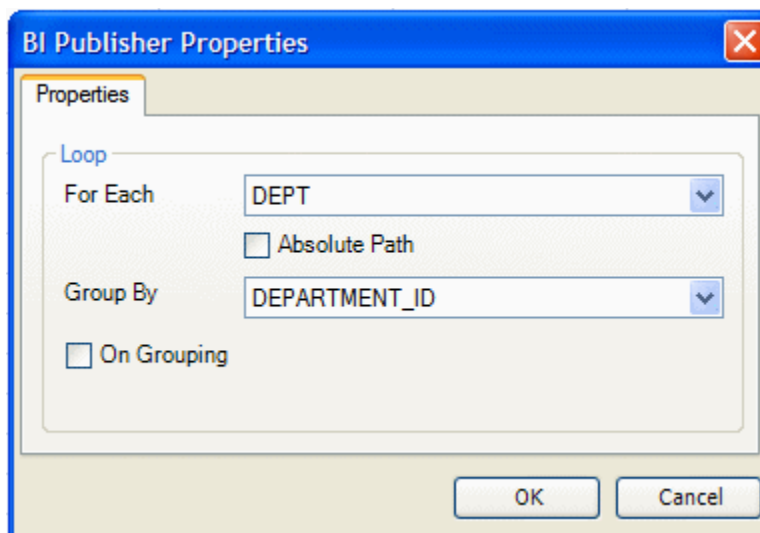 BI Publisher Properties
Properties
Loop
For Each DEPT
Absolute Path
Group By DEPARTMENT_ID
On Grouping
OK Cancel